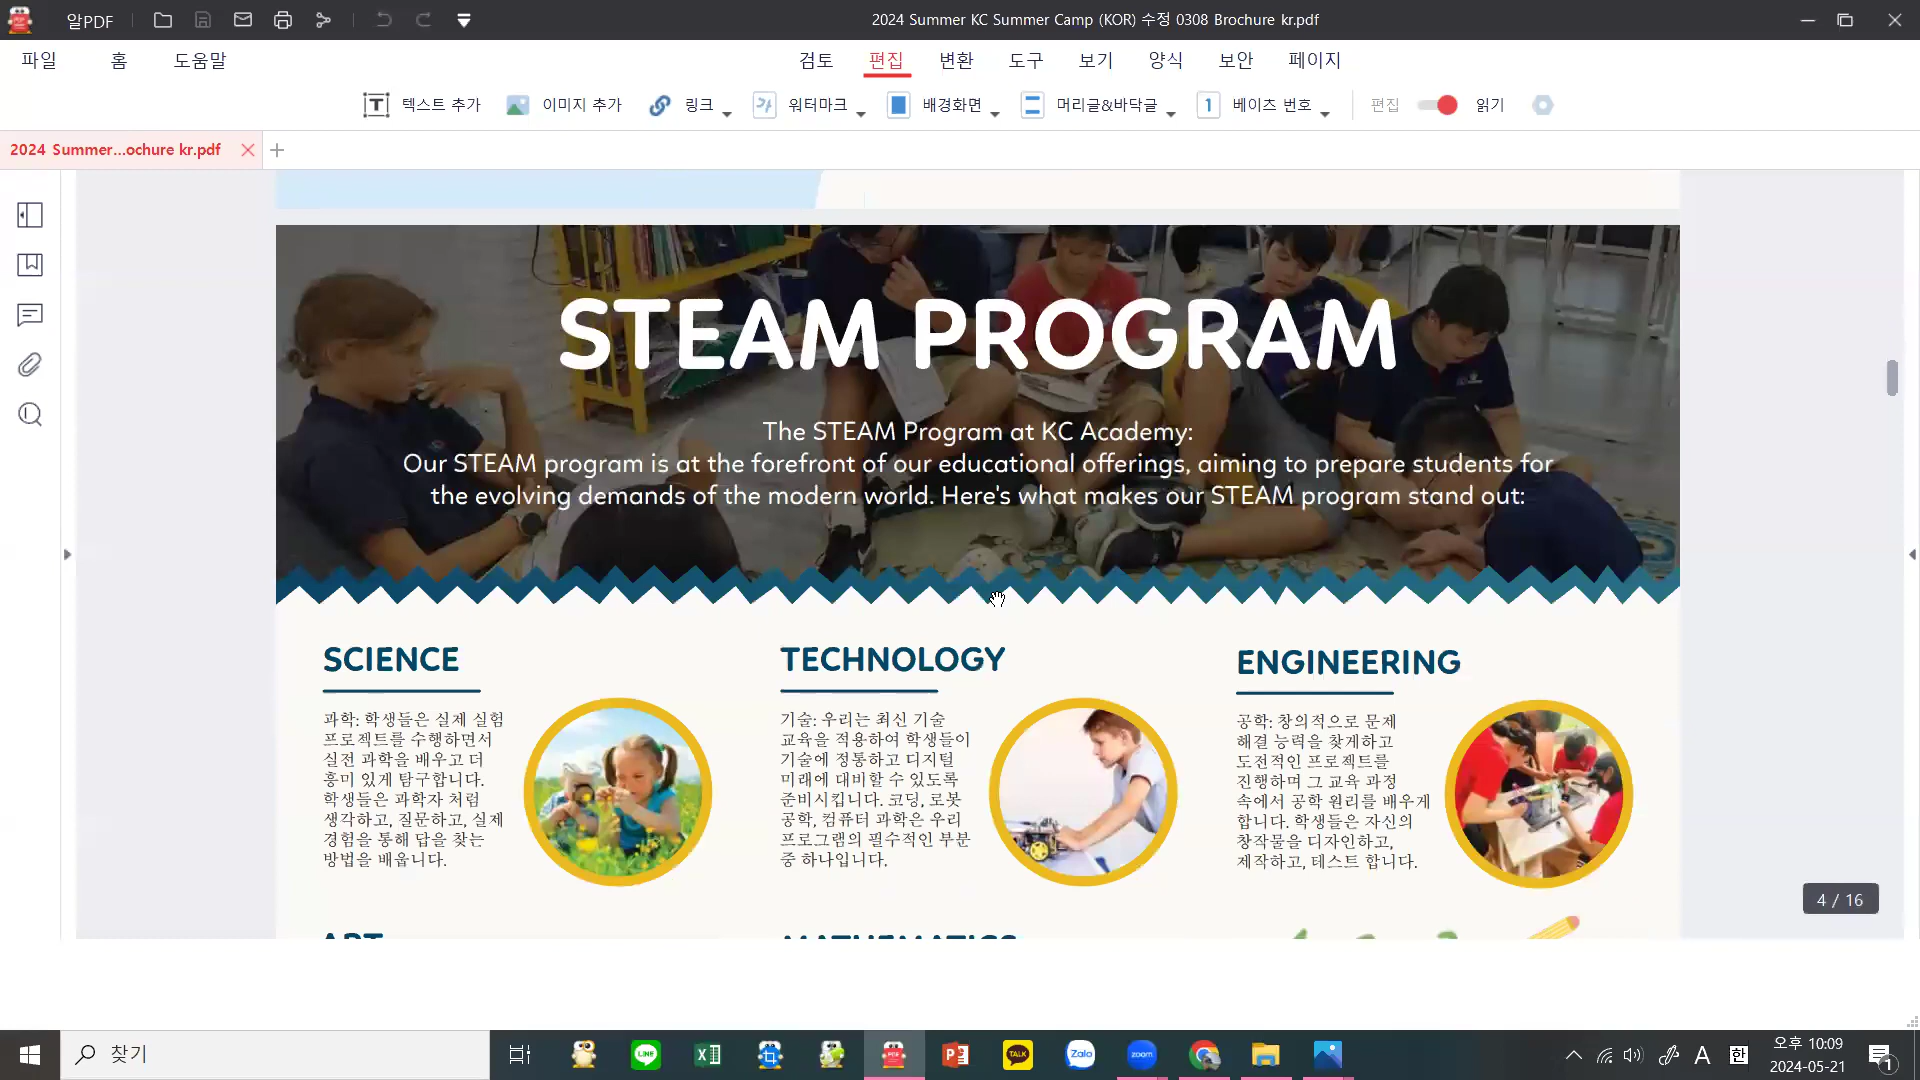 알PDF
2024 Summer KC Summer Camp (KOR) 수정 0308 Brochure kr.pdf
파일 홈 도움말 검토 편집 변환 도구 보기 양식 보안 페이지
텍스트 추가 이미지 추가 링크 워터마크 배경화면 머리글&바닥글 1 베이츠 번호 편집 읽기
2024 Summer...ochure kr.pdf
STEAM PROGRAM
The STEAM Program at KC Academy:
Our STEAM program is at the forefront of our educational offerings, aiming to prepare students for
the evolving demands of the modern world. Here's what makes our STEAM program stand out:
SCIENCE
과학: 학생들은 실제 실험
프로젝트를 수행하면서
실전 과학을 배우고 더
흥미 있게 탐구합니다.
학생들은 과학자 처럼
생각하고, 질문하고, 실제
경험을 통해 답을 찾는
방법을 배웁니다.
TECHNOLOGY
기술: 우리는 최신 기술
교육을 적용하여 학생들이
기술에 정통하고 디지털
미래에 대비할 수 있도록
준비시킵니다. 코딩, 로봇
공학, 컴퓨터 과학은 우리
프로그램의 필수적인 부분
중 하나입니다.
ENGINEERING
공학: 창의적으로 문제
해결 능력을 찾게하고
도전적인 프로젝트를
진행하며 그 교육 과정
속에서 공학 원리를 배우게
합니다. 학생들은 자신의
창작물을 디자인하고,
제작하고, 테스트 합니다.
4 / 16
ART
MATHEMATICS
찾기
LINE
PDF
TALK
Zalo
zoom
A
한
오후 10:09
2024-05-21
1